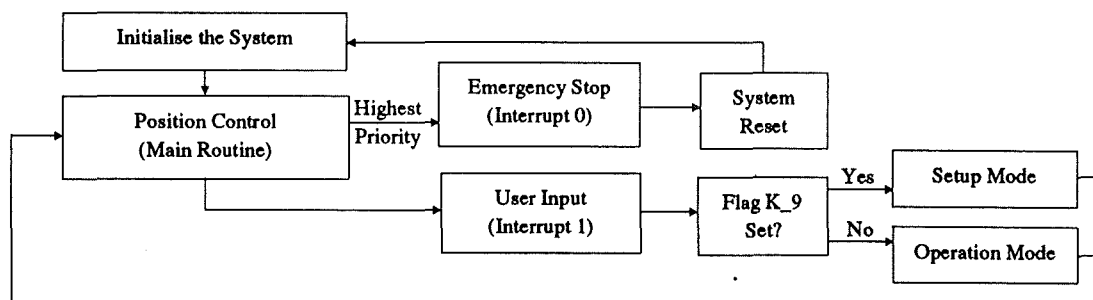 Initialise the System
Position Control
(Main Routine)
Highest
Priority
Emergency Stop
(Interrupt 0)
System
Reset
User Input
(Interrupt 1)
Flag K_9
Set?
Yes
No
Setup Mode
Operation Mode